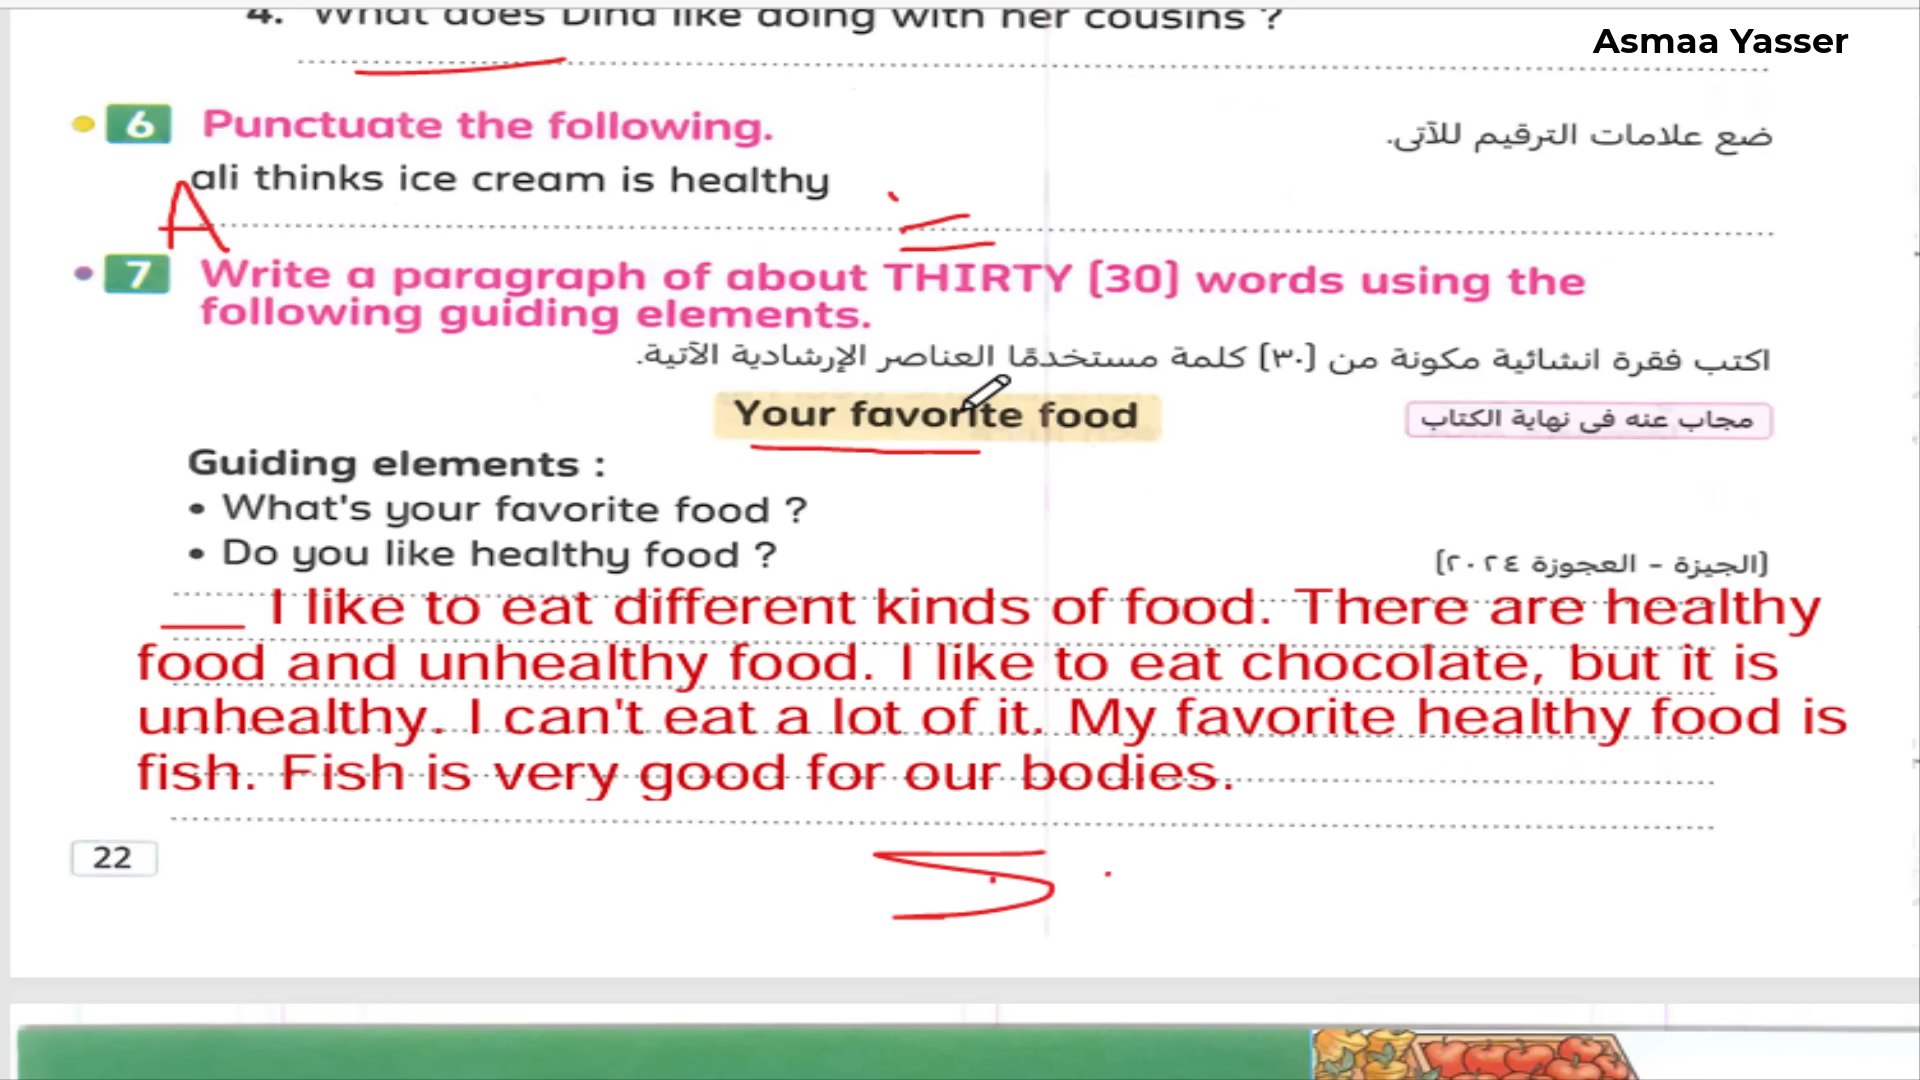 4. What does Dina like doing with her cousins ?
Asmaa Yasser
6 Punctuate the following.
ضع علامات الترقيم للآتى.
ali thinks ice cream is healthy
A
7 Write a paragraph of about THIRTY (30) words using the
following guiding elements.
اكتب فقرة انشائية مكونة من (٣٠) كلمة مستخدمًا العناصر الإرشادية الآتية.
Your favorite food
مجاب عنه فى نهاية الكتاب
Guiding elements :
• What's your favorite food ?
• Do you like healthy food ?
(الجيزة - العجوزة ٢٠٢٤)
I like to eat different kinds of food. There are healthy
food and unhealthy food. I like to eat chocolate, but it is
unhealthy. I can't eat a lot of it. My favorite healthy food is
fish. Fish is very good for our bodies.
22